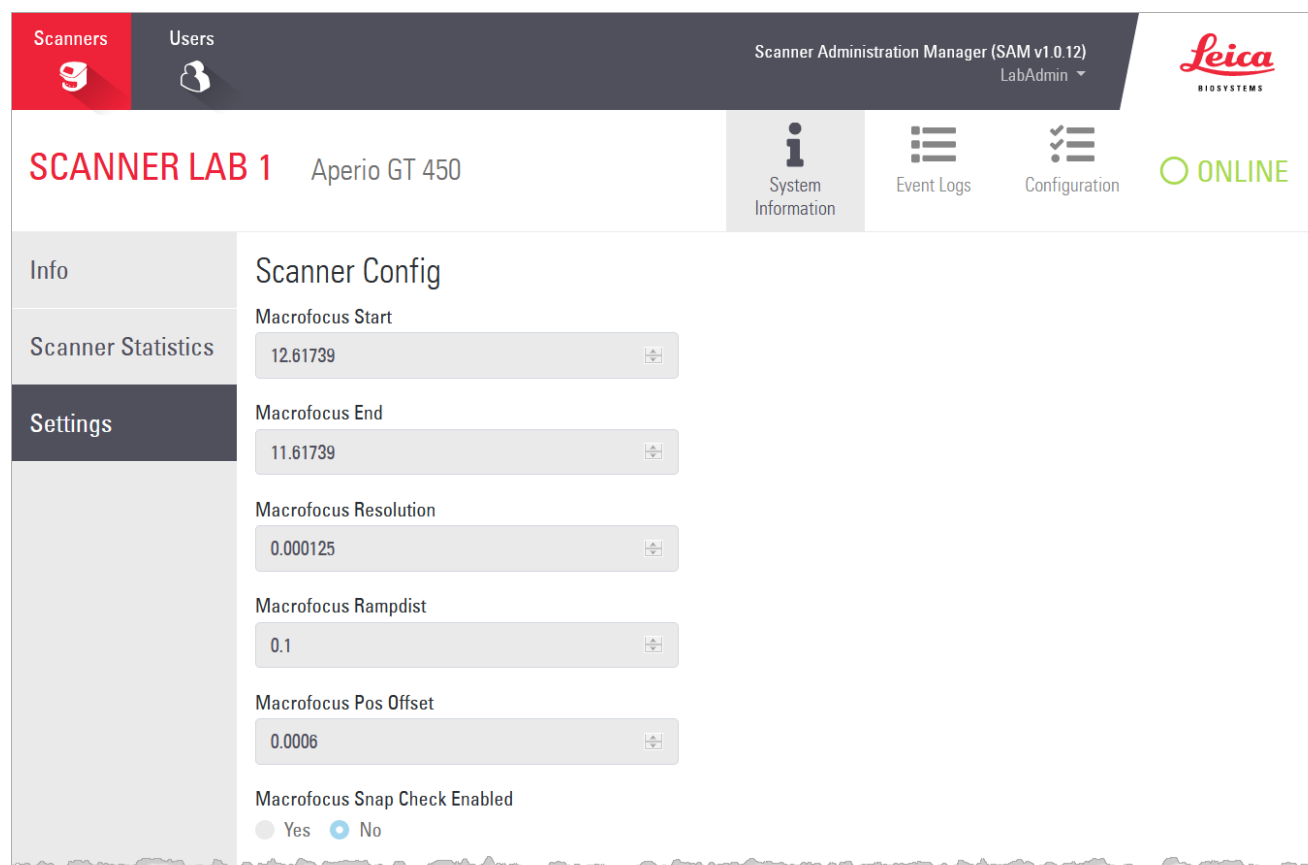 Scanners
Users
Scanner Administration Manager (SAM v1.0.12)
LabAdmin
Leica
BIOSYSTEMS
SCANNER LAB 1
Aperio GT 450
System
Information
Event Logs
Configuration
ONLINE
Info
Scanner Statistics
Settings
Scanner Config
Macrofocus Start
12.61739
Macrofocus End
11.61739
Macrofocus Resolution
0.000125
Macrofocus Rampdist
0.1
Macrofocus Pos Offset
0.0006
Macrofocus Snap Check Enabled
Yes No